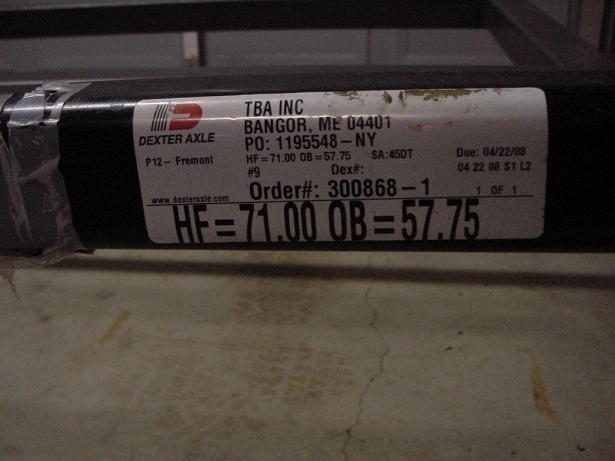 DEXTER AXLE
TBA INC
BANGOR, ME 04401
PO: 1195548-NY
P12- Fremont
HF=71.00 OB=57.75 SA:45DT
Due: 04/22/08
#9 Dex#:
04 22 08 S1 L2
www.dexteraxle.com
Order#: 300868-1
1 OF 1
HF=71.00 OB=57.75